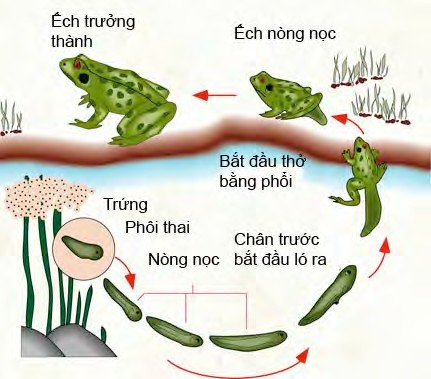 Ếch trưởng
thành
Ếch nòng nọc
Bắt đầu thở
bằng phổi
Trứng
Phôi thai
Nòng nọc
Chân trước
bắt đầu ló ra